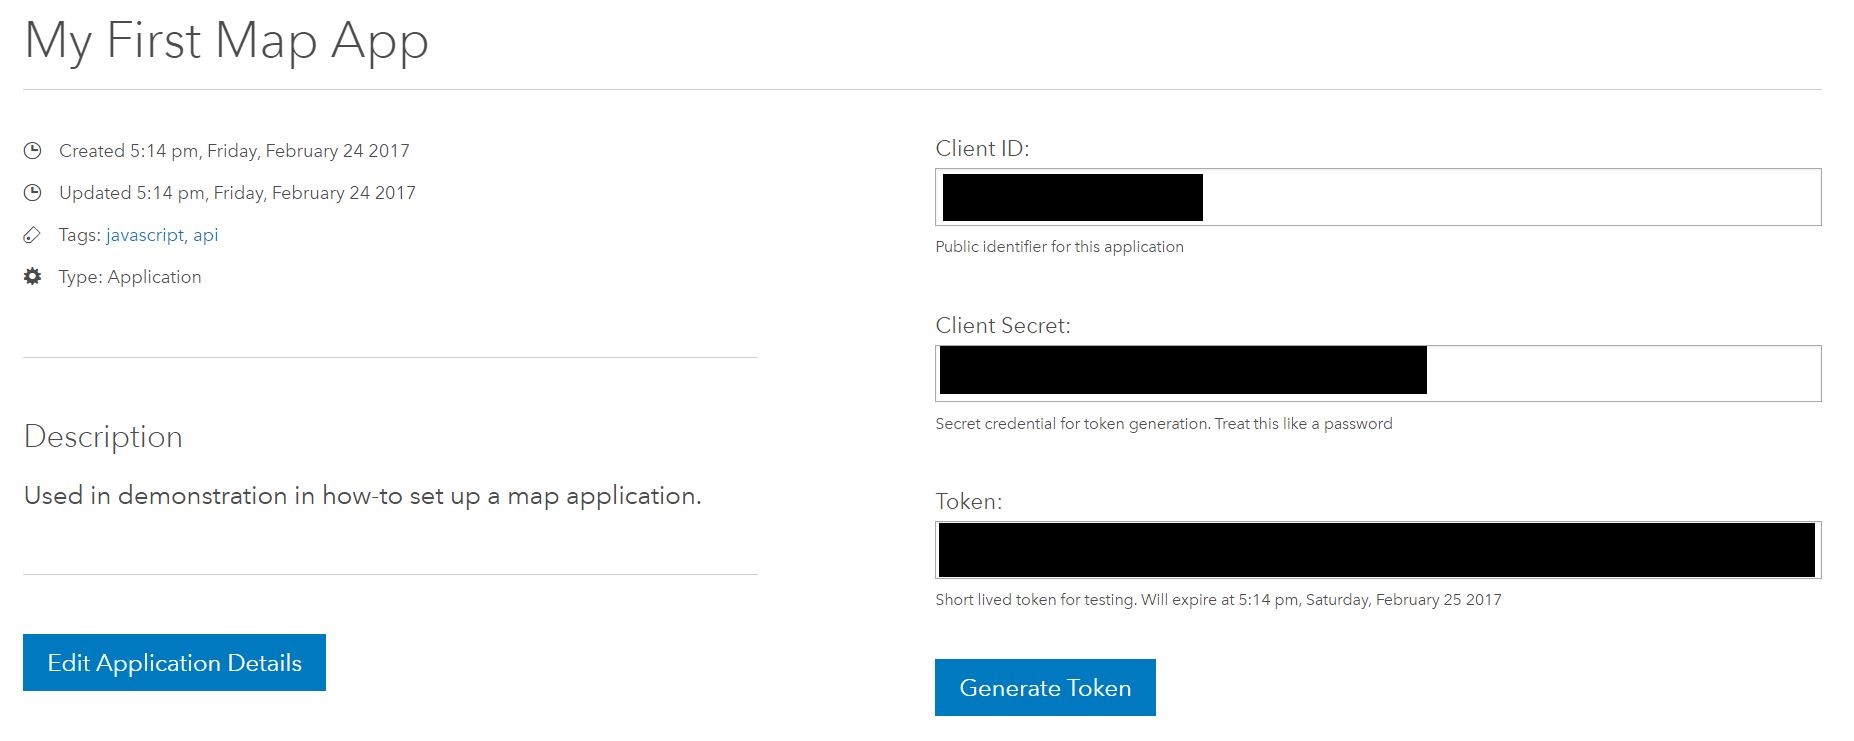 My First Map App
Created 5:14 pm, Friday, February 24 2017
Updated 5:14 pm, Friday, February 24 2017
Tags: javascript, api
Type: Application
Description
Used in demonstration in how-to set up a map application.
Edit Application Details
Client ID:
Public identifier for this application
Client Secret:
Secret credential for token generation. Treat this like a password
Token:
Short lived token for testing. Will expire at 5:14 pm, Saturday, February 25 2017
Generate Token